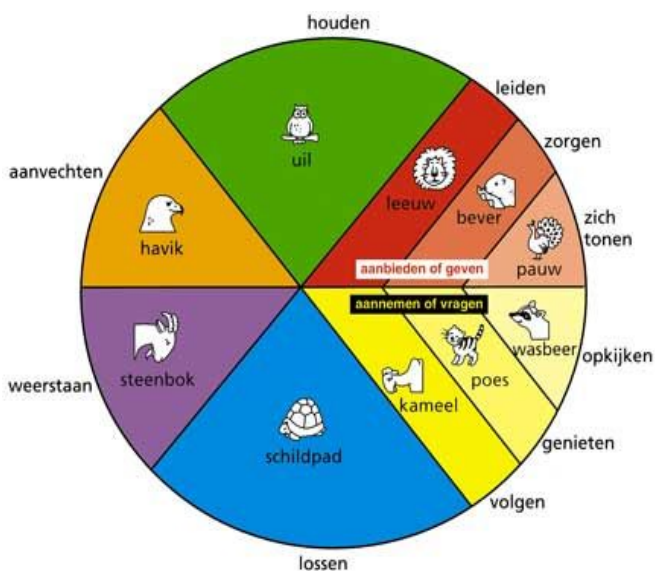 houden
leiden
zorgen
zich
tonen
aanvechten
uil
leeuw
bever
havik
pauw
aanbieden of geven
aannemen of vragen
weerstaan
steenbok
schildpad
kameel
poes
wasbeer
opkijken
genieten
volgen
lossen